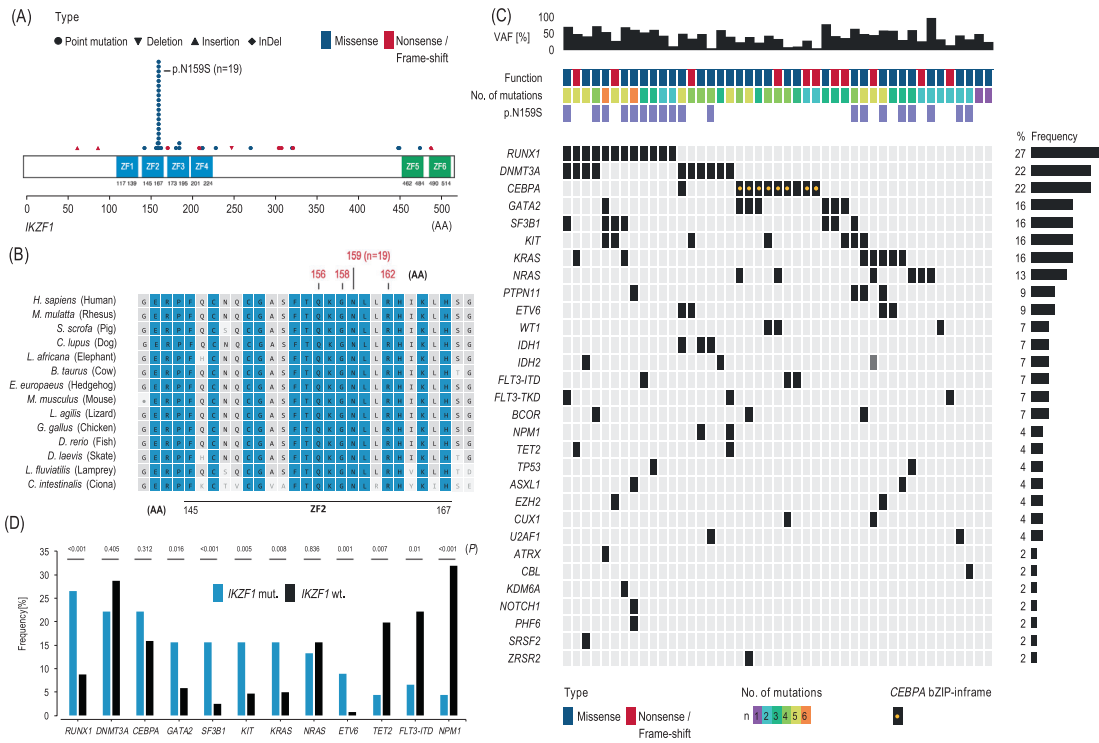 (A)
Type
Point mutation
Deletion
Insertion
InDel
Missense
Nonsense /
Frame-shift
p.N159S (n=19)
ZF1
ZF2
ZF3
ZF4
ZF5
ZF6
117 139
145 167
173 195
201 224
462 484
490 514
0 50 100 150 200 250 300 350 400 450 500
IKZF1
(AA)
(B)
159 (n=19)
156 158 162 (AA)
H. sapiens (Human) G E R P F Q C N Q C G A S F T Q K G N L L R H I K L H S G
M. mulatta (Rhesus) G E R P F Q C N Q C G A S F T Q K G N L L R H I K L H S G
S. scrofa (Pig) G E R P F Q C S Q C G A S F T Q K G N L L R H I K L H S G
C. lupus (Dog) G E R P F Q C N Q C G A S F T Q K G N L L R H I K L H S G
L. africana (Elephant) G E R P F H C N Q C G A S F T Q K G N L L R H I K L H S G
B. taurus (Cow) G E R P F Q C N Q C G A S F T Q K G N L L R H I K L H T G
E. europaeus (Hedgehog) G E R P F Q C N Q C G A S F T Q K G N L L R H I K L H S G
M. musculus (Mouse) E R P F Q C N Q C G A S F T Q K G N L L R H I K L H S G
L. agilis (Lizard) G E R P F Q C N Q C G A S F T Q K G N L L R H I K L H S G
G. gallus (Chicken) G E R P F Q C N Q C G A S F T Q K G N L L R H I K L H S G
D. rerio (Fish) G E R P F Q C N Q C G A S F T Q K G N L L R H I K L H S G
D. laevis (Skate) G E R P F H C N Q C G A S F T Q K G N L L R H I K L H T G
L. fluviatilis (Lamprey) G E R P F Q C S Q C G A S F T Q K G N L L R H V K L H T D
C. intestinalis (Ciona) G E R P F K C T V C G V A F T Q K G N L L R H Y K I H S E
(AA) 145 ZF2 167
(C)
VAF [%]
100
50
0
Function
No. of mutations
p.N159S
% Frequency
RUNX1 27
DNMT3A 22
CEBPA 22
GATA2 16
SF3B1 16
KIT 16
KRAS 16
NRAS 13
PTPN11 9
ETV6 9
WT1 7
IDH1 7
IDH2 7
FLT3-ITD 7
FLT3-TKD 7
BCOR 7
NPM1 4
TET2 4
TP53 4
ASXL1 4
EZH2 4
CUX1 4
U2AF1 4
ATRX 2
CBL 2
KDM6A 2
NOTCH1 2
PHF6 2
SRSF2 2
ZRSR2 2
Type
Missense
Nonsense /
Frame-shift
No. of mutations
n 1 2 3 4 5 6
CEBPA bZIP-inframe
(D)
<0.001 0.405 0.312 0.016 <0.001 0.005 0.008 0.836 0.001 0.007 0.01 <0.001 (P)
Frequency[%]
35
30
25
20
15
10
5
0
IKZF1 mut.
IKZF1 wt.
RUNX1 DNMT3A CEBPA GATA2 SF3B1 KIT KRAS NRAS ETV6 TET2 FLT3-ITD NPM1